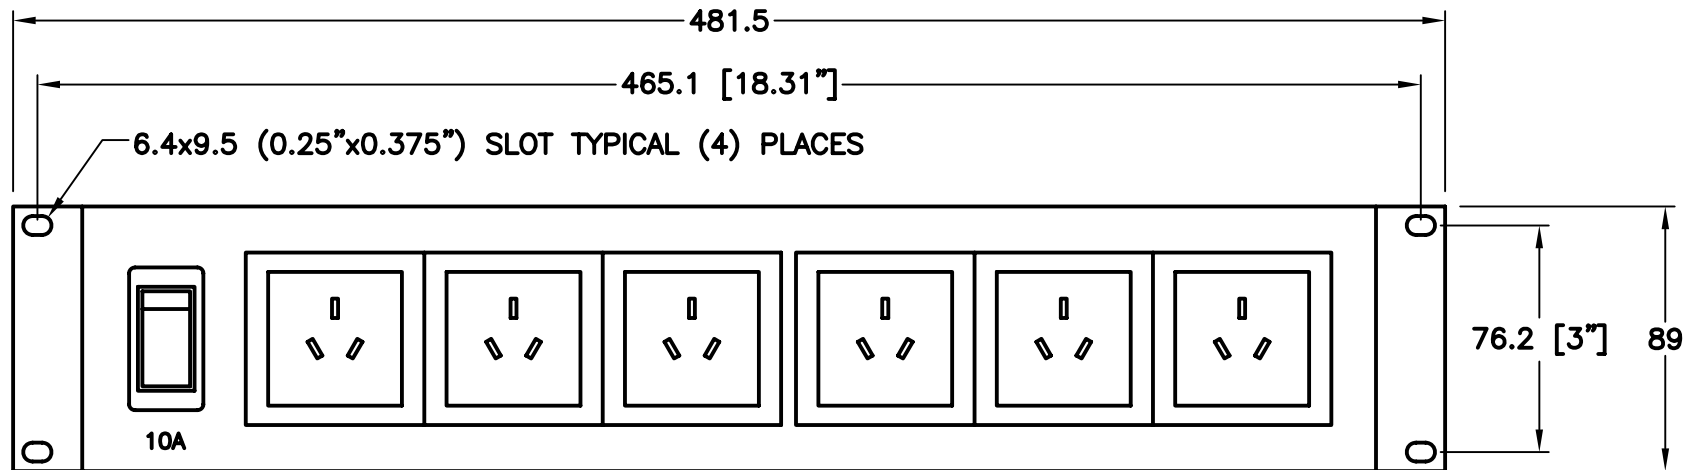 481.5
465.1 [18.31”]
6.4x9.5 (0.25”x0.375”) SLOT TYPICAL (4) PLACES
76.2 [3”]
89
10A